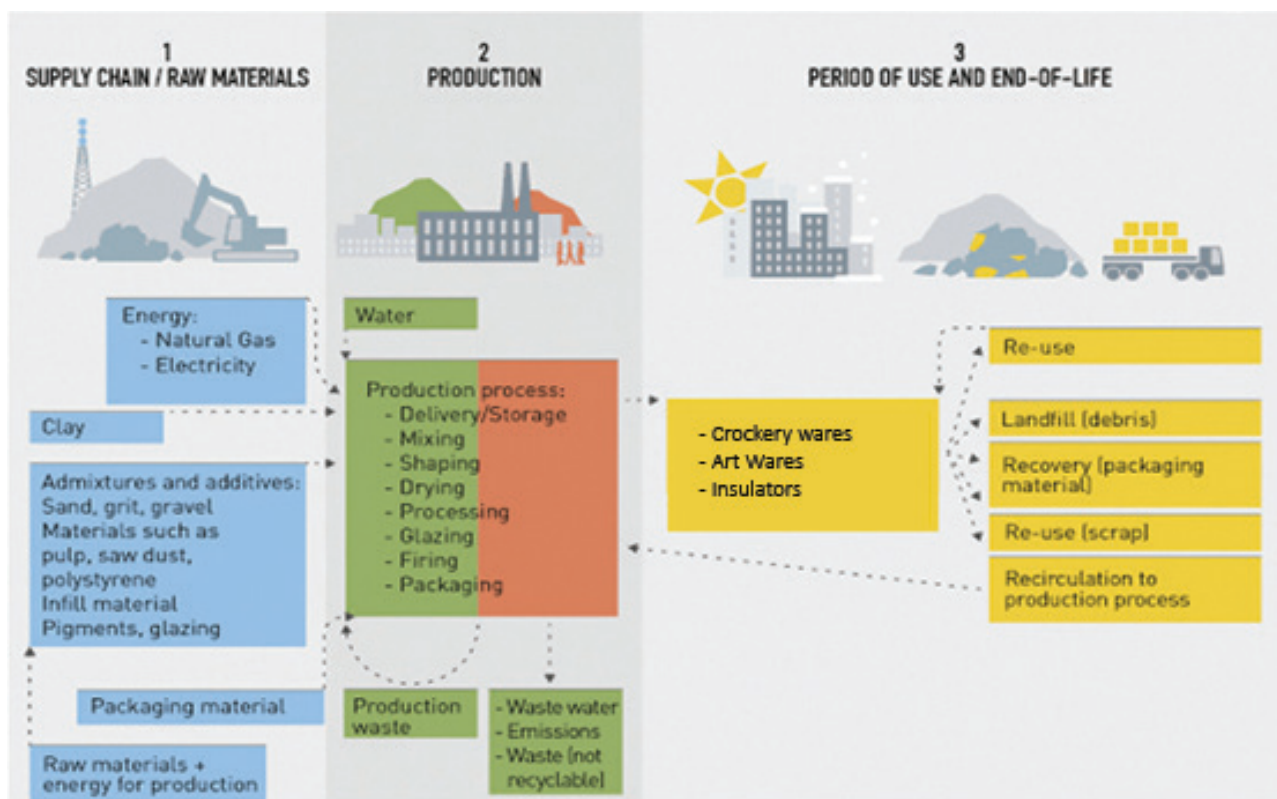 1
SUPPLY CHAIN / RAW MATERIALS
2
PRODUCTION
3
PERIOD OF USE AND END-OF-LIFE
Energy:
- Natural Gas
- Electricity
Clay
Admixtures and additives:
Sand, grit, gravel
Materials such as
pulp, saw dust,
polystyrene
Infill material
Pigments, glazing
Packaging material
Raw materials +
energy for production
Water
Production process:
- Delivery/Storage
- Mixing
- Shaping
- Drying
- Processing
- Glazing
- Firing
- Packaging
Production
waste
- Waste water
- Emissions
- Waste (not
recyclable)
- Crockery wares
- Art Wares
- Insulators
Re-use
Landfill (debris)
Recovery (packaging
material)
Re-use (scrap)
Recirculation to
production process